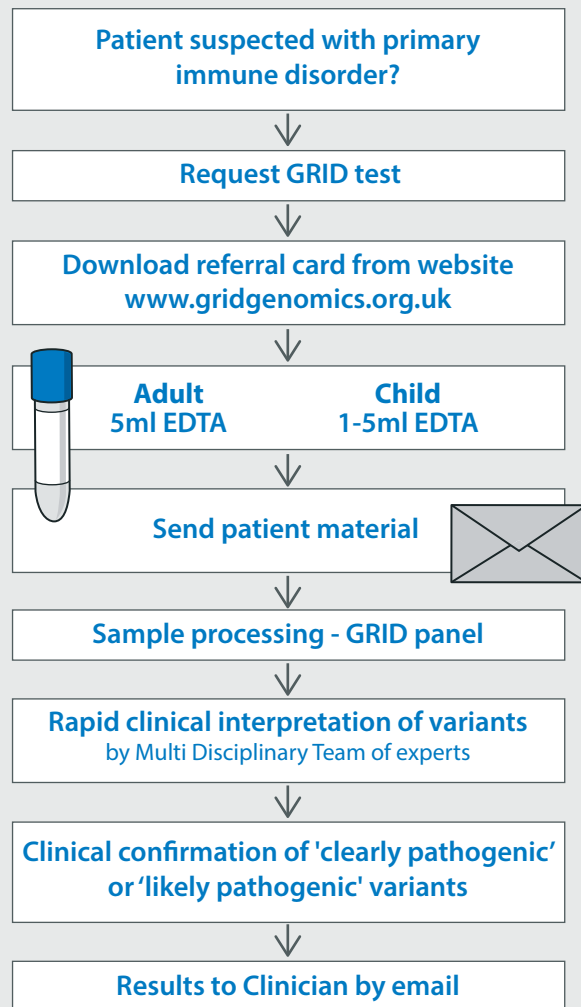 Patient suspected with primary
immune disorder?
Request GRID test
Download referral card from website
www.gridgenomics.org.uk
Adult Child
5ml EDTA 1-5ml EDTA
Send patient material
Sample processing - GRID panel
Rapid clinical interpretation of variants
by Multi Disciplinary Team of experts
Clinical confirmation of 'clearly pathogenic’
or ‘likely pathogenic' variants
Results to Clinician by email